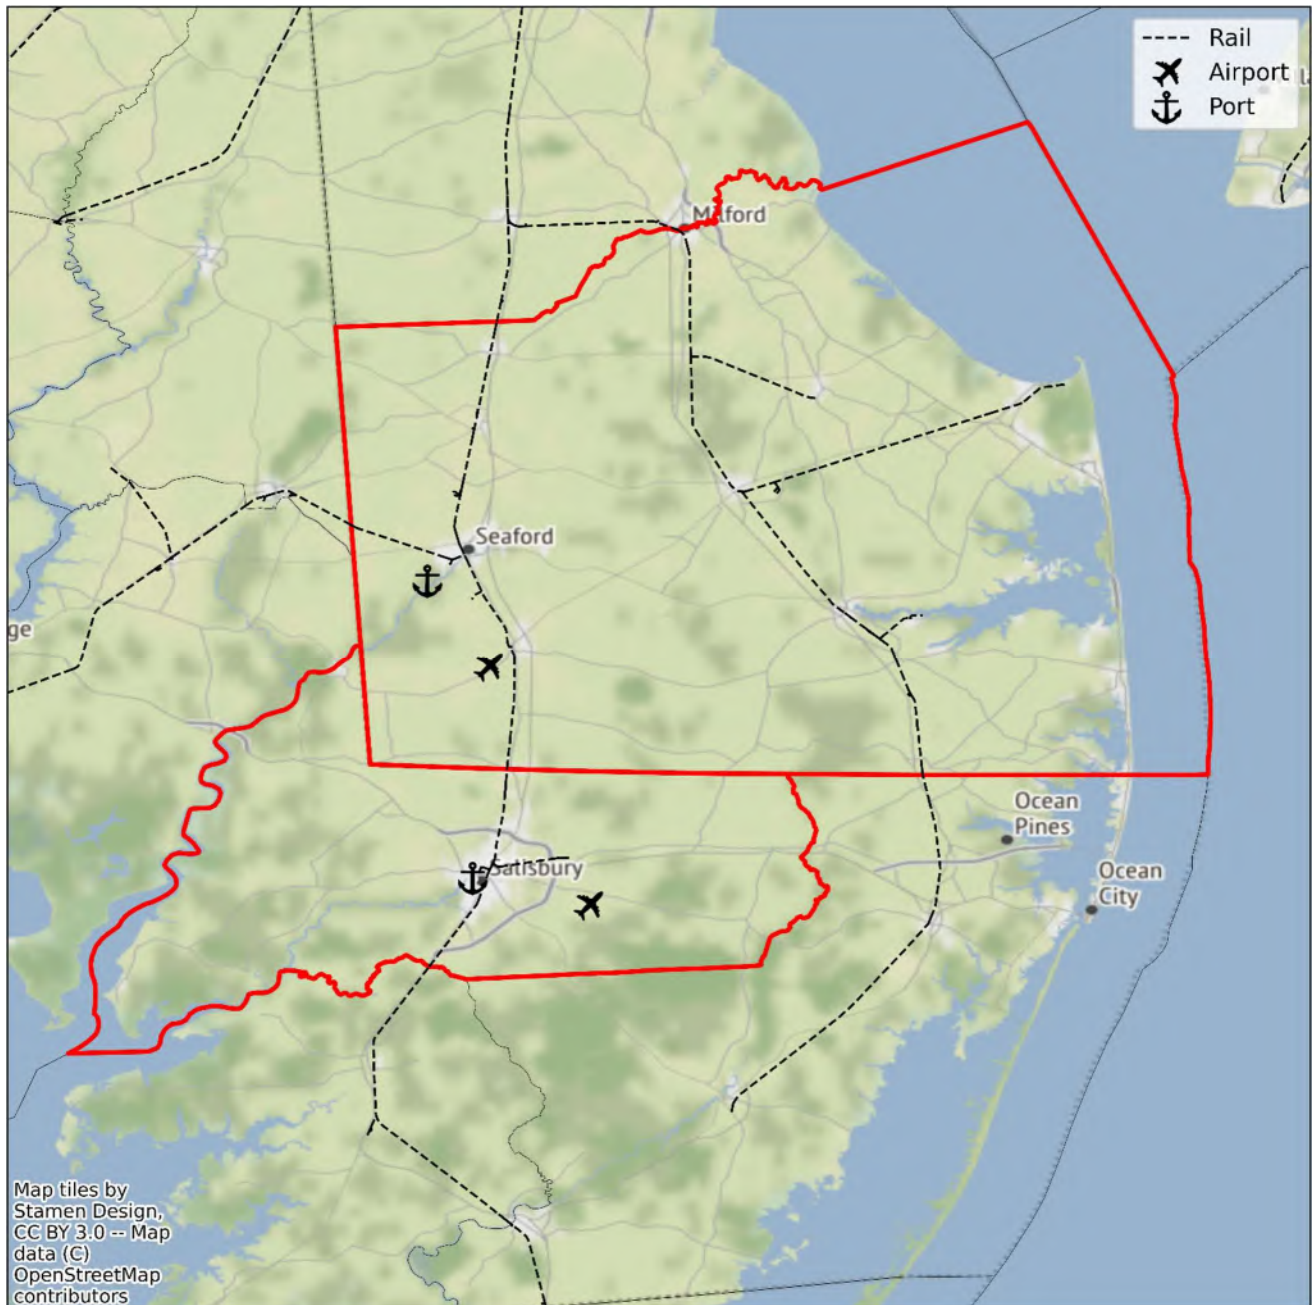 Rail
Airport
Port
Milford
Seaford
ge
Ocean
Pines
Salisbury
Ocean
City
Map tiles by
Stamen Design,
CC BY 3.0 -- Map
data (C)
OpenStreetMap
contributors